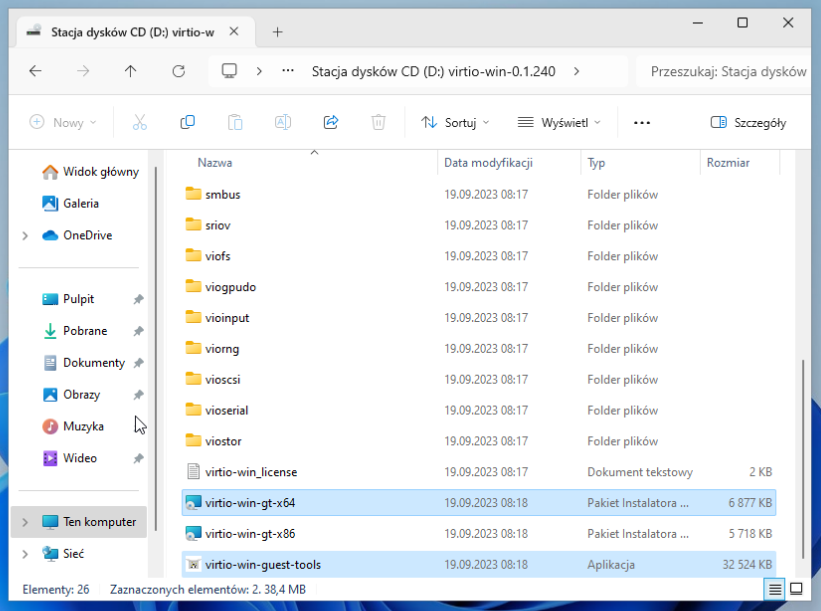 Stacja dysków CD (D:) virtio-w
Stacja dysków CD (D:) virtio-win-0.1.240
Przeszukaj: Stacja dysków
Nowy
Sortuj
Wyświetl
Szczegóły
Nazwa Data modyfikacji Typ Rozmiar
Widok główny
Galeria
OneDrive
Pulpit
Pobrane
Dokumenty
Obrazy
Muzyka
Wideo
Ten komputer
Sieć
smbus 19.09.2023 08:17 Folder plików
sriov 19.09.2023 08:17 Folder plików
viofs 19.09.2023 08:17 Folder plików
viogpudo 19.09.2023 08:17 Folder plików
vioinput 19.09.2023 08:17 Folder plików
viorng 19.09.2023 08:17 Folder plików
vioscsi 19.09.2023 08:17 Folder plików
vioserial 19.09.2023 08:17 Folder plików
viostor 19.09.2023 08:17 Folder plików
virtio-win_license 19.09.2023 08:17 Dokument tekstowy 2 KB
virtio-win-gt-x64 19.09.2023 08:18 Pakiet Instalatora ... 6 877 KB
virtio-win-gt-x86 19.09.2023 08:18 Pakiet Instalatora ... 5 718 KB
virtio-win-guest-tools 19.09.2023 08:18 Aplikacja 32 524 KB
Elementy: 26 Zaznaczonych elementów: 2. 38,4 MB